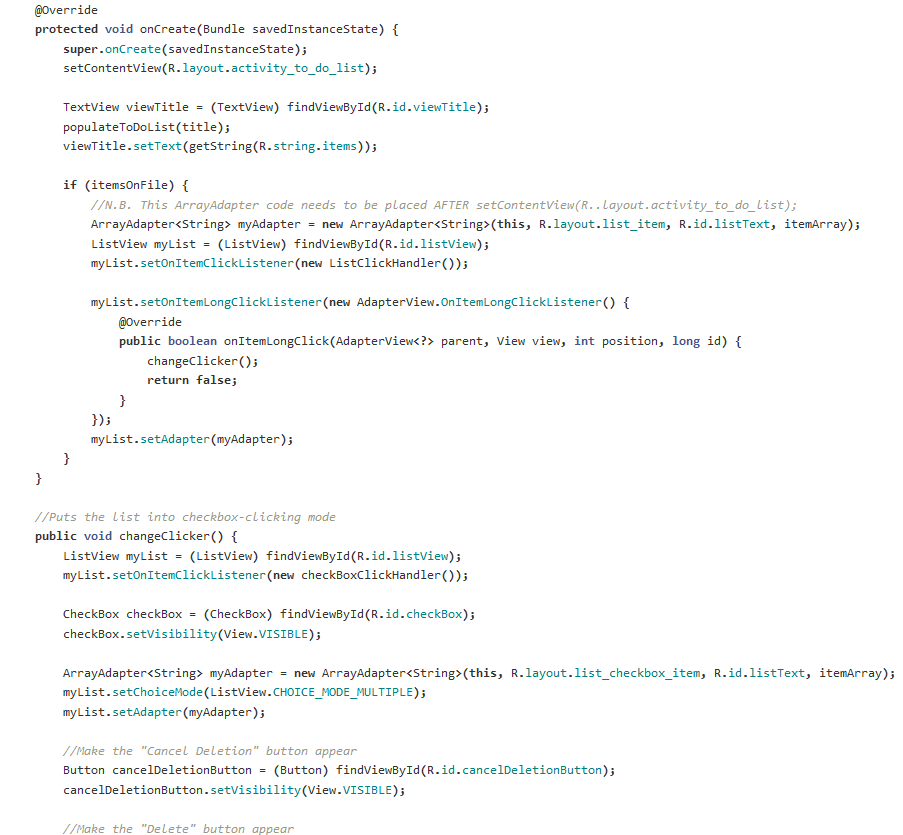 @Override
protected void onCreate(Bundle savedInstanceState) {
super.onCreate(savedInstanceState);
setContentView(R.layout.activity_to_do_list);
TextView viewTitle = (TextView) findViewById(R.id.viewTitle);
populateToDoList(title);
viewTitle.setText(getString(R.string.items));
if (itemsOnFile) {
//N.B. This ArrayAdapter code needs to be placed AFTER setContentView(R..layout.activity_to_do_list);
ArrayAdapter<String> myAdapter = new ArrayAdapter<String>(this, R.layout.list_item, R.id.listText, itemArray);
ListView myList = (ListView) findViewById(R.id.listView);
myList.setOnItemClickListener(new ListClickHandler());
myList.setOnItemLongClickListener(new AdapterView.OnItemLongClickListener() {
@Override
public boolean onItemLongClick(AdapterView<?> parent, View view, int position, long id) {
changeClicker();
return false;
}
});
myList.setAdapter(myAdapter);
}
}
//Puts the list into checkbox-clicking mode
public void changeClicker() {
ListView myList = (ListView) findViewById(R.id.listView);
myList.setOnItemClickListener(new checkBoxClickHandler());
CheckBox checkBox = (CheckBox) findViewById(R.id.checkBox);
checkBox.setVisibility(View.VISIBLE);
ArrayAdapter<String> myAdapter = new ArrayAdapter<String>(this, R.layout.list_checkbox_item, R.id.listText, itemArray);
myList.setChoiceMode(ListView.CHOICE_MODE_MULTIPLE);
myList.setAdapter(myAdapter);
//Make the "Cancel Deletion" button appear
Button cancelDeletionButton = (Button) findViewById(R.id.cancelDeletionButton);
cancelDeletionButton.setVisibility(View.VISIBLE);
//Make the "Delete" button appear